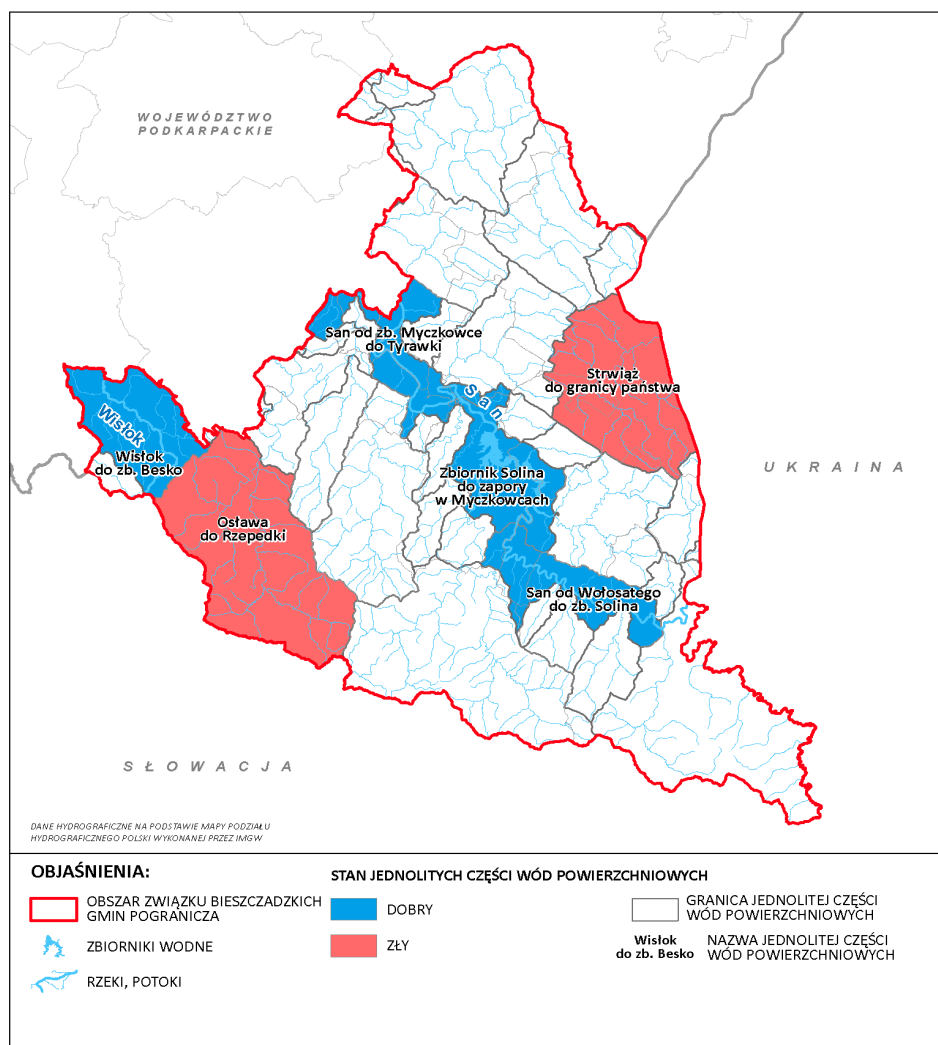 WOJEWÓDZTWO
PODKARPACKIE
San od zb. Myczkowce
do Tyrawki
San
Strwiąż
do granicy państwa
Wisłok
Wisłok
do zb. Besko
Zbiornik Solina
do zapory
w Myczkowcach
UKRAINA
Osława
do Rzepedki
San od Wołosatego
do zb. Solina
SŁOWACJA
DANE HYDROGRAFICZNE NA PODSTAWIE MAPY PODZIAŁU
HYDROGRAFICZNEGO POLSKI WYKONANEJ PRZEZ IMGW
OBJAŚNIENIA:
OBSZAR ZWIĄZKU BIESZCZADZKICH
GMIN POGRANICZA
ZBIORNIKI WODNE
RZEKI, POTOKI
STAN JEDNOLITYCH CZĘŚCI WÓD POWIERZCHNIOWYCH
DOBRY
ZŁY
GRANICA JEDNOLITEJ CZĘŚCI
WÓD POWIERZCHNIOWYCH
Wisłok
do zb. Besko
NAZWA JEDNOLITEJ CZĘŚCI
WÓD POWIERZCHNIOWYCH